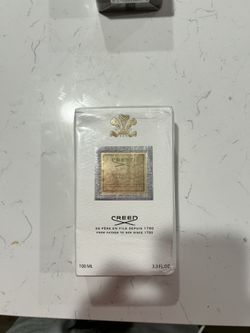 CREED
CREED
DE PÈRE EN FILS DEPUIS 1760
FROM FATHER TO SON SINCE 1760
100 ML 3.3 FL.OZ